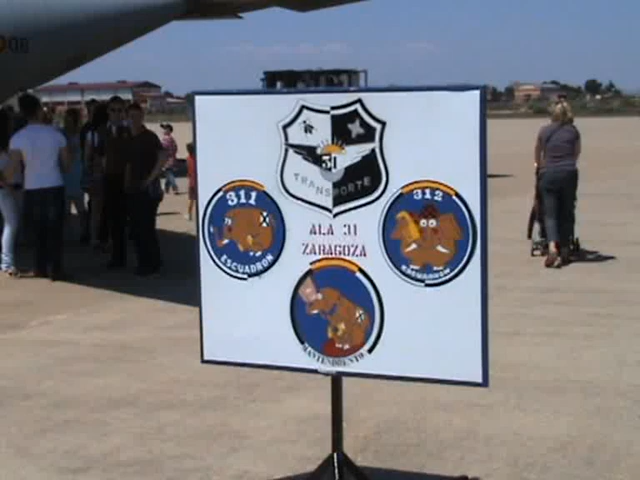 31
TRANSPORTE
311
ESCUADRON
312
ESCUADRON
ALA 31
ZARAGOZA
MANTENIMIENTO